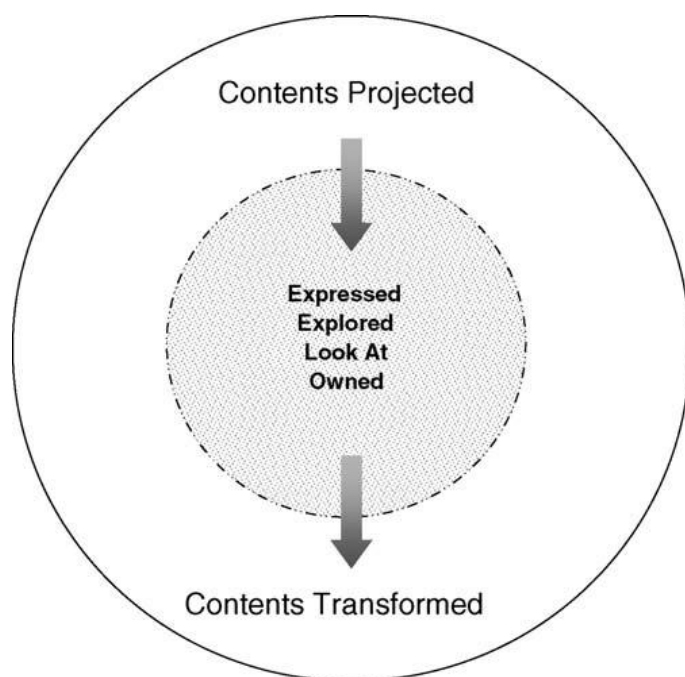 Contents Projected
Expressed
Explored
Look At
Owned
Contents Transformed